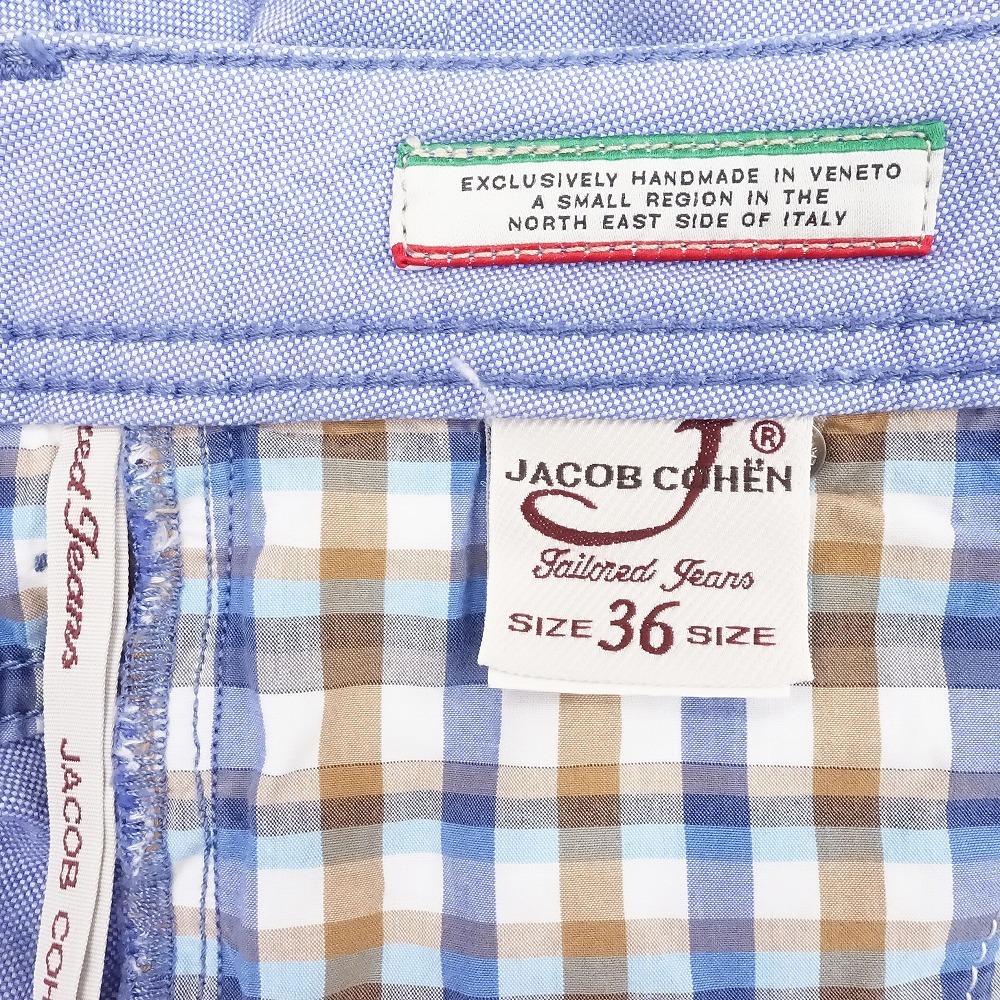 EXCLUSIVELY HANDMADE IN VENETO
A SMALL REGION IN THE
NORTH EAST SIDE OF ITALY
J ®
JACOB COHËN
Tailored Jeans
SIZE 36 SIZE
Jeans
JACOB